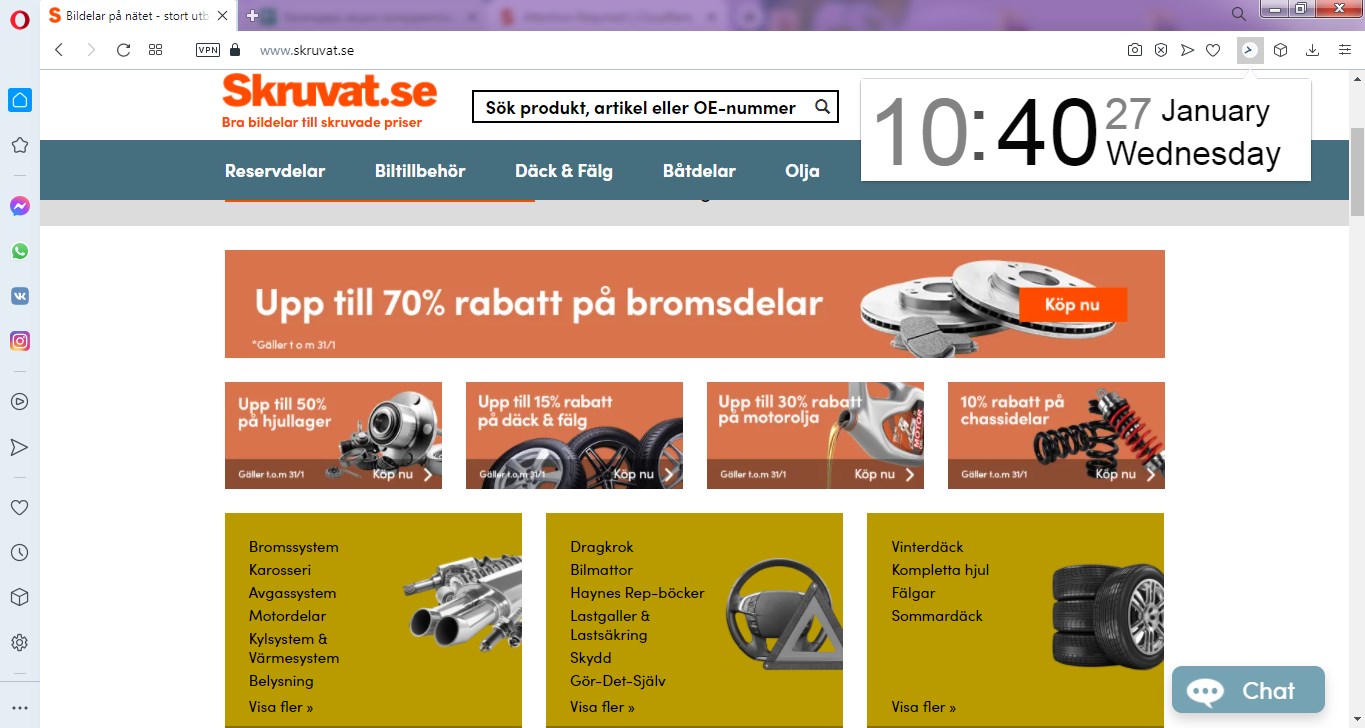 Bildelar på nätet - stort utb
VPN
www.skruvat.se
Skruvat.se
Bra bildelar till skruvade priser
Sök produkt, artikel eller OE-nummer
10:40
27 January
Wednesday
Reservdelar
Biltillbehör
Däck & Fälg
Båtdelar
Olja
Upp till 70% rabatt på bromsdelar
Köp nu
*Gäller t o m 31/1
Upp till 50%
på hjullager
Gäller t.o.m 31/1
Köp nu
Upp till 15% rabatt
på däck & fälg
Gäller t.o.m 31/1
Köp nu
Upp till 30% rabatt
på motorolja
MOTOR
Gäller t.o.m 31/1
Köp nu
10% rabatt på
chassidelar
Gäller t.o.m 31/1
Köp nu
Bromssystem
Karosseri
Avgassystem
Motordelar
Kylsystem &
Värmesystem
Belysning
Visa fler »
Dragkrok
Bilmattor
Haynes Rep-böcker
Lastgaller &
Lastsäkring
Skydd
Gör-Det-Själv
Visa fler »
Vinterdäck
Kompletta hjul
Fälgar
Sommardäck
Visa fler »
Chat